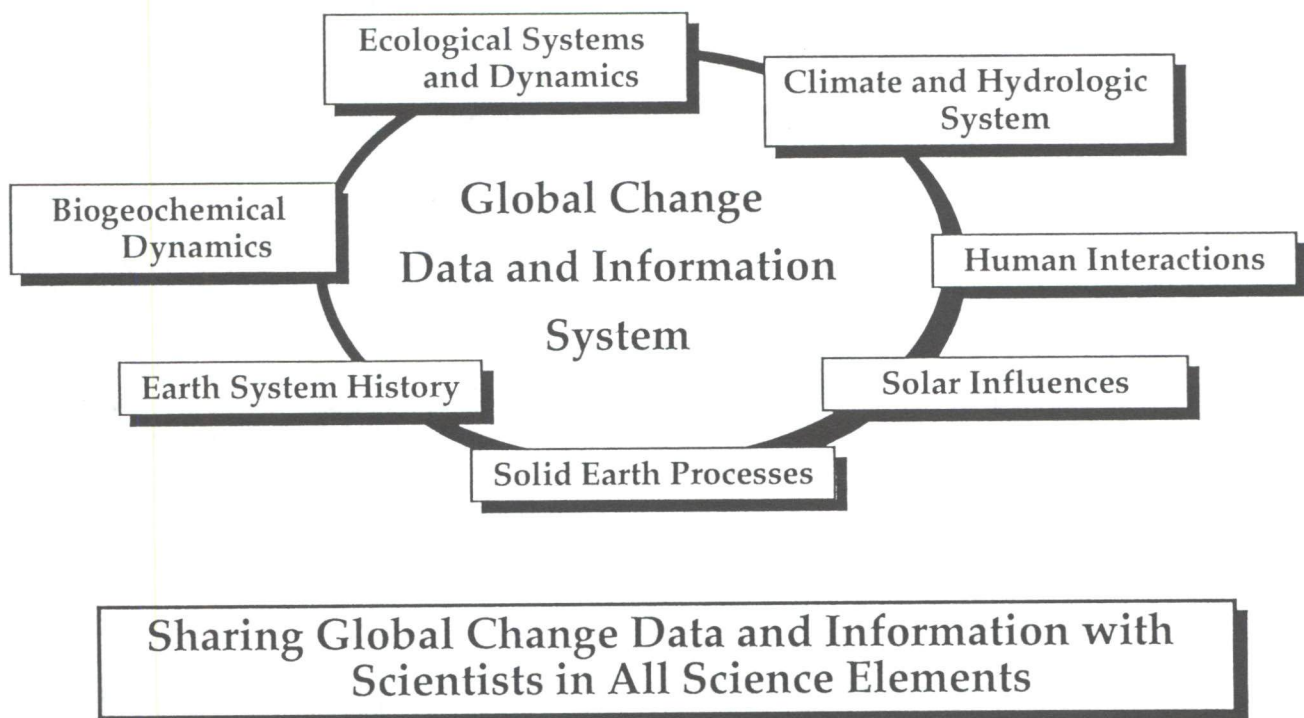 Ecological Systems
and Dynamics
Climate and Hydrologic
System
Biogeochemical
Dynamics
Global Change
Data and Information
System
Human Interactions
Earth System History
Solar Influences
Solid Earth Processes
Sharing Global Change Data and Information with
Scientists in All Science Elements